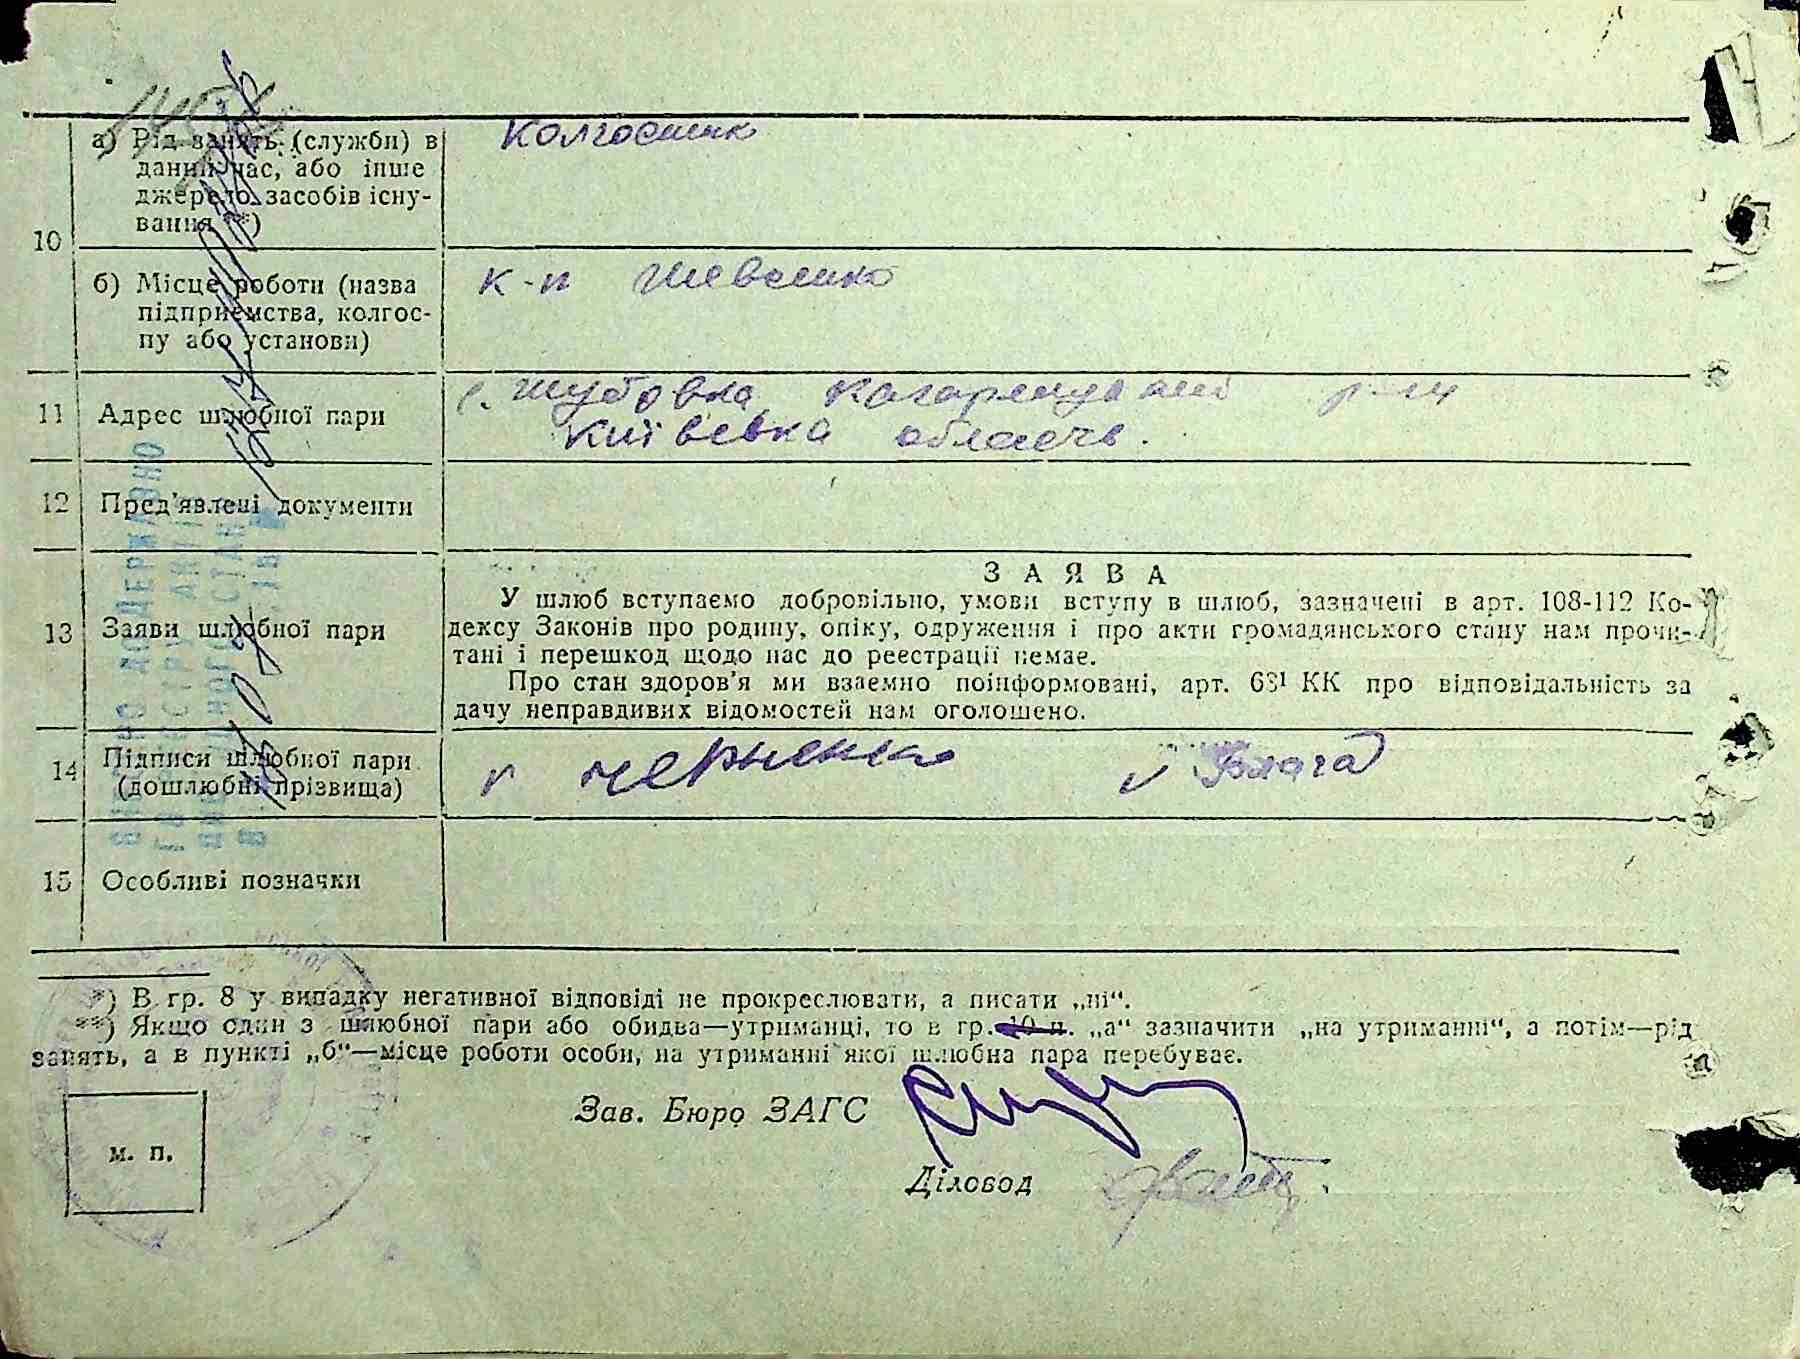 10
а) Рід занять (служби) в
даний час, або інше
джерело засобів існу-
вання **)
Колгоспник
б) Місце роботи (назва
підприємства, колгос-
пу або установи)
к-п Шевченко
11 Адрес шлюбної пари
с. Шубовка
Київсвка область.
12 Пред'явлені документи
13 Заяви шлюбної пари
ЗАЯВА
У шлюб вступаємо добровільно, умови вступу в шлюб, зазначені в арт. 108-112 Ко-
дексу Законів про родину, опіку, одруження і про акти громадянського стану нам прочи-
тані і перешкод щодо нас до реєстрації немає.
Про стан здоров'я ми взаємно поінформовані, арт. 63¹ КК про відповідальність за
дачу неправдивих відомостей нам оголошено.
14 Підписи шлюбної пари
(дошлюбні прізвища)
15 Особливі позначки
*) В гр. 8 у випадку негативної відповіді не прокреслювати, а писати „ні“.
**) Якщо один з шлюбної пари або обидва—утриманці, то в гр. 10 п. „а“ зазначити „на утриманні“, а потім—рід
занять, а в пункті „б“—місце роботи особи, на утриманні якої шлюбна пара перебуває.
Зав. Бюро ЗАГС
Діловод
м. п.